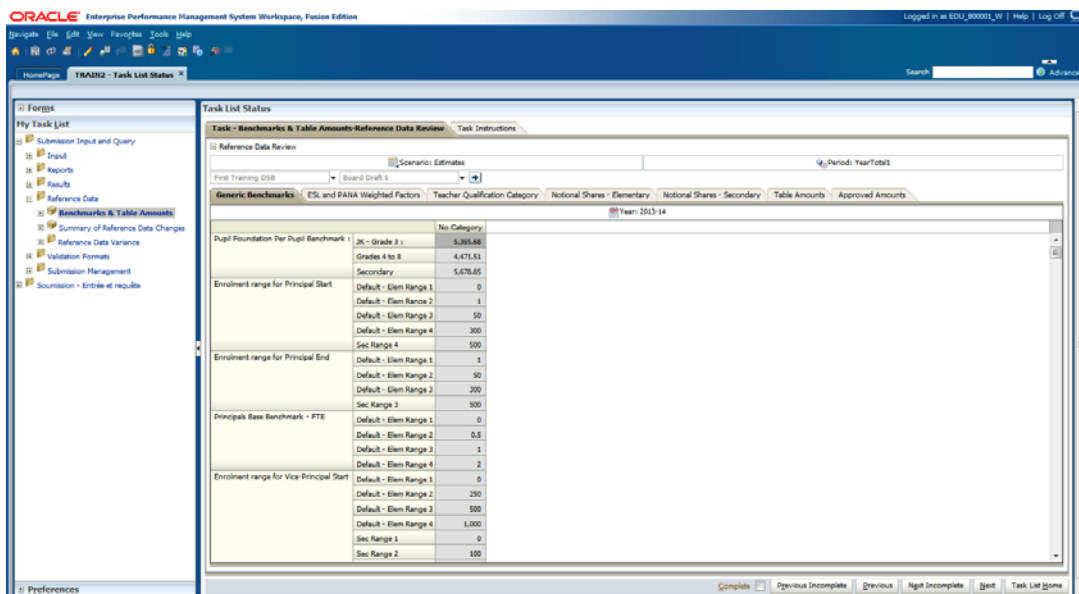 ORACLE Enterprise Performance Management System Workspace, Fusion Edition
Logged in as EDU_B00001_W | Help | Log Off
Navigate File Edit View Favorites Tools Help
HomePage TRAIN2 - Task List Status
Search Advance
Forms
My Task List
Submission Input and Query
Input
Reports
Results
Reference Data
Benchmarks & Table Amounts
Summary of Reference Data Changes
Reference Data Variance
Validation Formats
Submission Management
Soumission - Entrée et requête
Preferences
Task List Status
Task - Benchmarks & Table Amounts-Reference Data Review Task Instructions
Reference Data Review
Scenario: Estimates Period: YearTotal1
First Training DSB Board Draft 1
Generic Benchmarks ESL and PANA Weighted Factors Teacher Qualification Category Notional Shares - Elementary Notional Shares - Secondary Table Amounts Approved Amounts
Year: 2013-14
No Category
Pupil Foundation Per Pupil Benchmark : JK - Grade 3 : 5,365.68
Grades 4 to 8 4,471.51
Secondary 5,678.85
Enrolment range for Principal Start Default - Elem Range 1 0
Default - Elem Range 2 1
Default - Elem Range 3 50
Default - Elem Range 4 300
Sec Range 4 500
Enrolment range for Principal End Default - Elem Range 1 1
Default - Elem Range 2 50
Default - Elem Range 3 300
Sec Range 3 500
Principals Base Benchmark - FTE Default - Elem Range 1 0
Default - Elem Range 2 0.5
Default - Elem Range 3 1
Default - Elem Range 4 2
Enrolment range for Vice-Principal Start Default - Elem Range 1 0
Default - Elem Range 2 250
Default - Elem Range 3 500
Default - Elem Range 4 1,000
Sec Range 1 0
Sec Range 2 100
Complete Previous Incomplete Previous Next Incomplete Next Task List Home